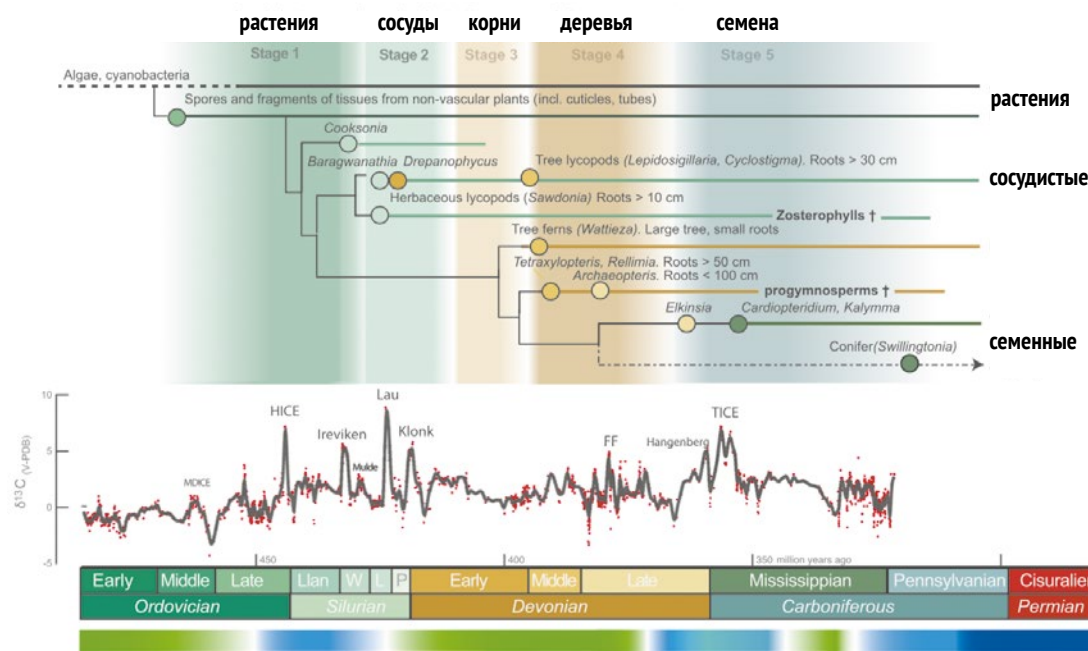 растения сосуды корни деревья семена
Stage 1 Stage 2 Stage 3 Stage 4 Stage 5
Algae, cyanobacteria
Spores and fragments of tissues from non-vascular plants (incl. cuticles, tubes)
растения
Cooksonia
Baragwanathia Drepanophycus Tree lycopods (Lepidosigillaria, Cyclostigma). Roots > 30 cm
сосудистые
Herbaceous lycopods (Sawdonia) Roots > 10 cm
Zosterophylls †
Tree ferns (Wattieza). Large tree, small roots
Tetraxylopteris, Rellimia. Roots > 50 cm
Archaeopteris. Roots < 100 cm
progymnosperms †
Elkinsia Cardiopteridium, Kalymma
семенные
Conifer(Swillingtonia)
10
5
0
-5
δ13C (V-PDB)
MDICE
HICE
Ireviken
Mulde
Lau
Klonk
FF
Hangenberg
TICE
450 400 350 million years ago
Early Middle Late Llan W L P Early Middle Late Mississippian Pennsylvanian Cisuralien
Ordovician Silurian Devonian Carboniferous Permian